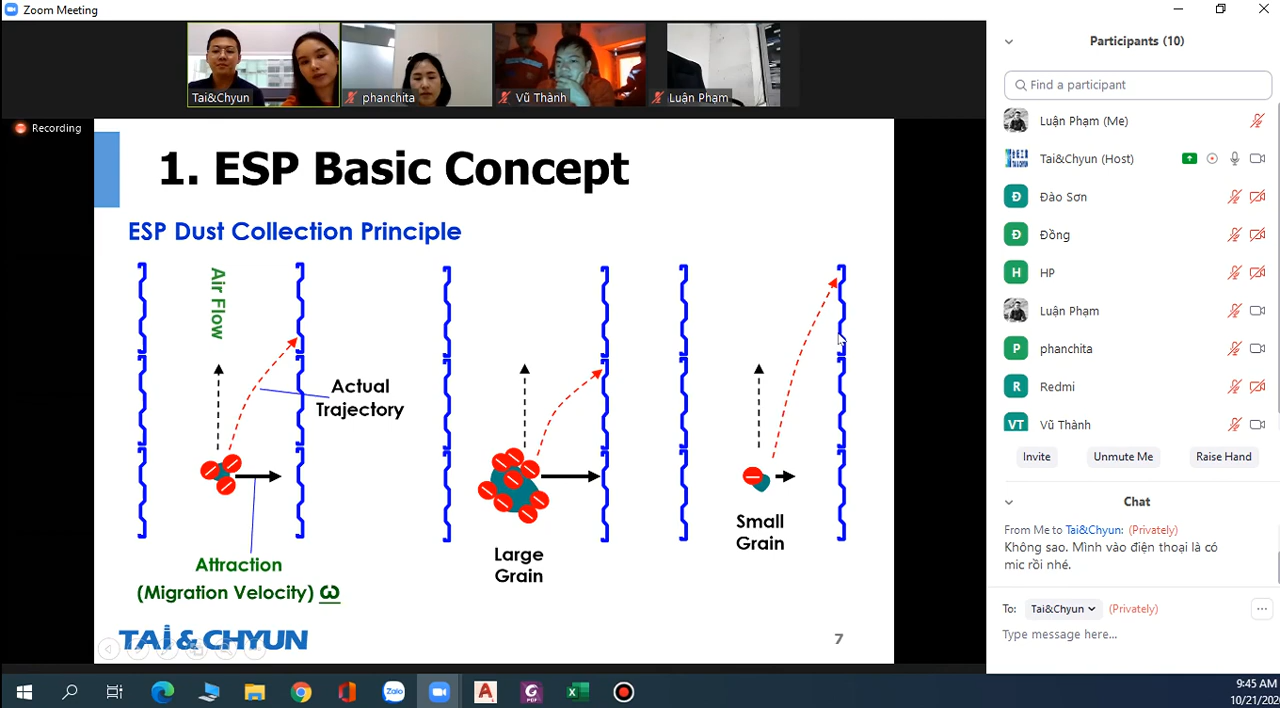 Zoom Meeting
Tai&Chyun
phanchita
Vũ Thành
Luận Phạm
Recording
1. ESP Basic Concept
ESP Dust Collection Principle
Air Flow
Actual
Trajectory
Attraction
(Migration Velocity) ω
Large
Grain
Small
Grain
TAI & CHYUN
7
Participants (10)
Find a participant
Luận Phạm (Me)
Tai&Chyun (Host)
Đ Đào Sơn
Đ Đồng
H HP
Luận Phạm
P phanchita
R Redmi
VT Vũ Thành
Invite
Unmute Me
Raise Hand
Chat
From Me to Tai&Chyun: (Privately)
Không sao. Mình vào điện thoại là có
mic rồi nhé.
To: Tai&Chyun (Privately)
Type message here...
Zalo
9:45 AM